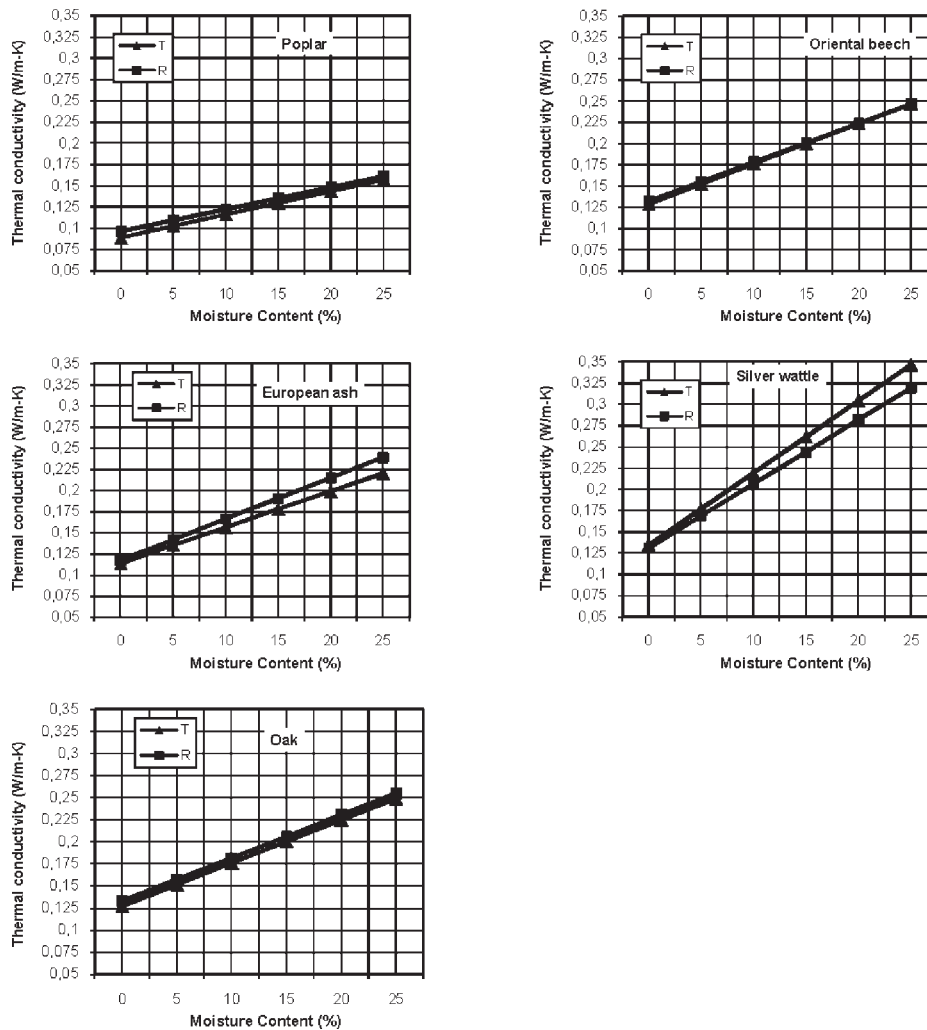 Thermal conductivity (W/m-K)
0,35
0,325
0,3
0,275
0,25
0,225
0,2
0,175
0,15
0,125
0,1
0,075
0,05
T
R
Poplar
0 5 10 15 20 25
Moisture Content (%)
Thermal conductivity (W/m-K)
0,35
0,325
0,3
0,275
0,25
0,225
0,2
0,175
0,15
0,125
0,1
0,075
0,05
T
R
Oriental beech
0 5 10 15 20 25
Moisture Content (%)
Thermal conductivity (W/m-K)
0,35
0,325
0,3
0,275
0,25
0,225
0,2
0,175
0,15
0,125
0,1
0,075
0,05
T
R
European ash
0 5 10 15 20 25
Moisture Content (%)
Thermal conductivity (W/m-K)
0,35
0,325
0,3
0,275
0,25
0,225
0,2
0,175
0,15
0,125
0,1
0,075
0,05
T
R
Silver wattle
0 5 10 15 20 25
Moisture Content (%)
Thermal conductivity (W/m-K)
0,35
0,325
0,3
0,275
0,25
0,225
0,2
0,175
0,15
0,125
0,1
0,075
0,05
T
R
Oak
0 5 10 15 20 25
Moisture Content (%)